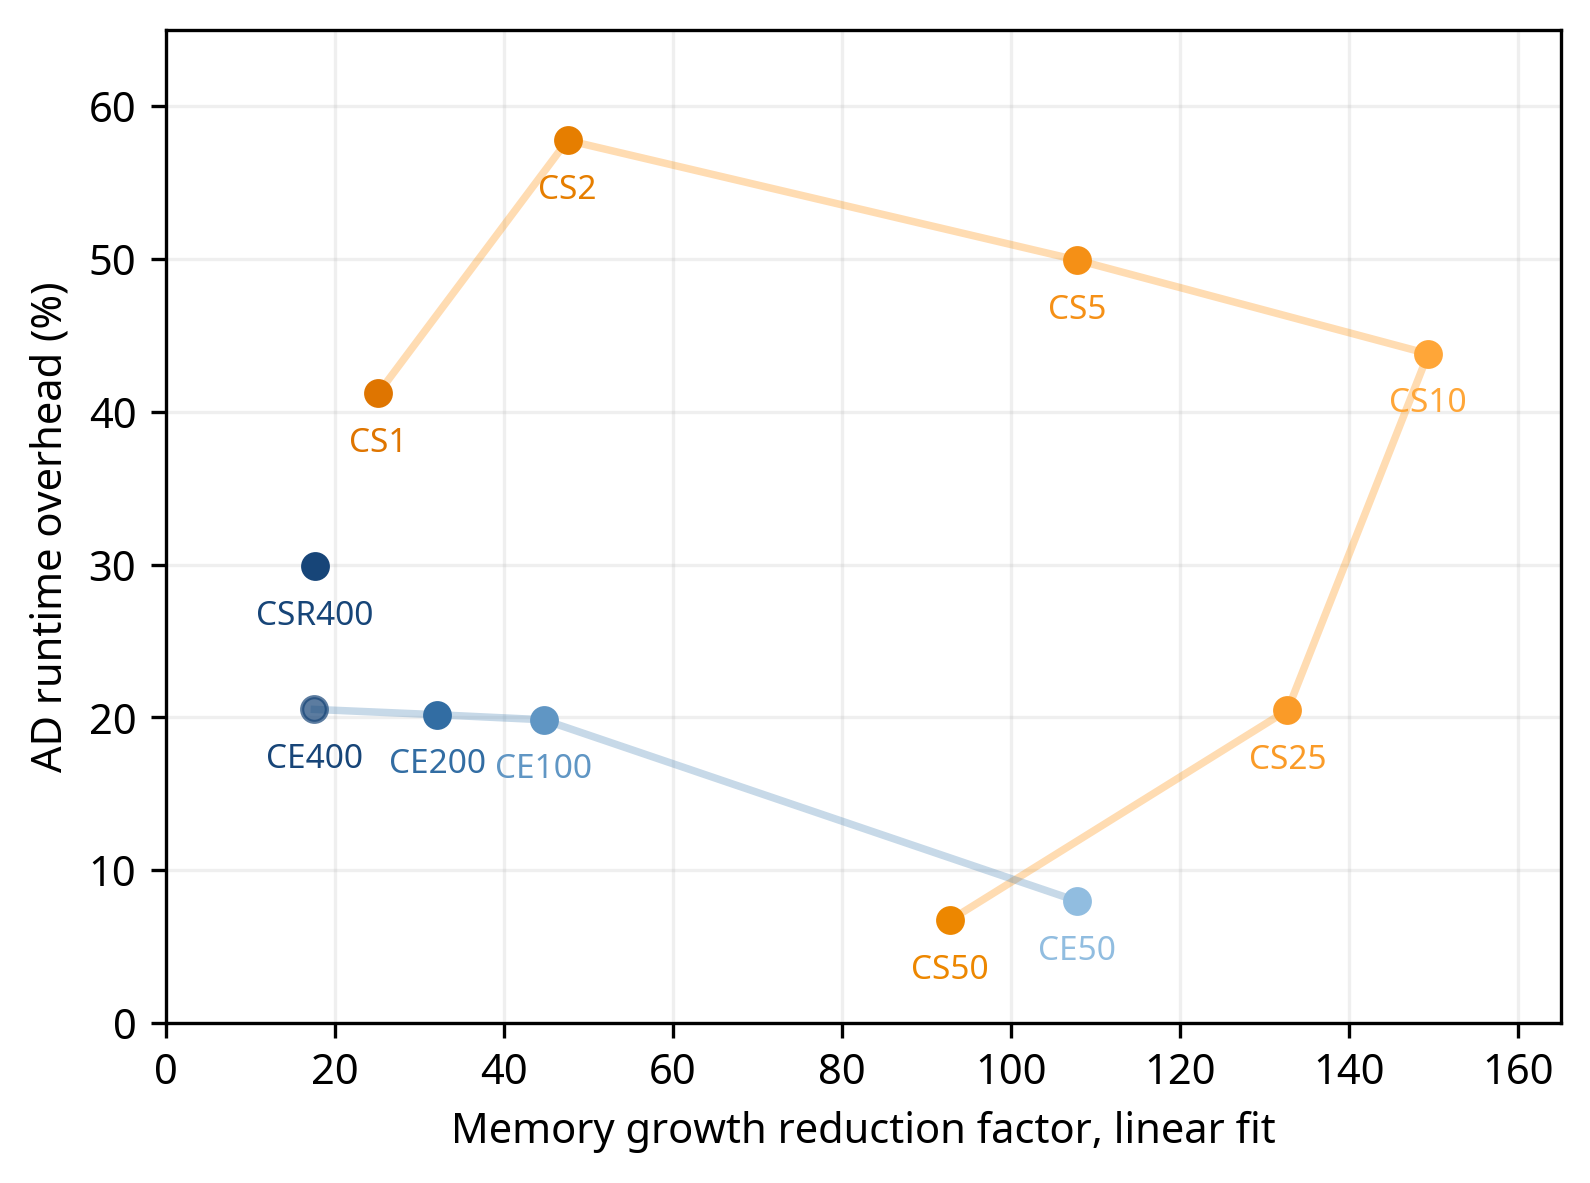 AD runtime overhead (%)
60
50
40
30
20
10
0
CS2
CS5
CS10
CS1
CSR400
CE400
CE200
CE100
CS25
CS50
CE50
0 20 40 60 80 100 120 140 160
Memory growth reduction factor, linear fit